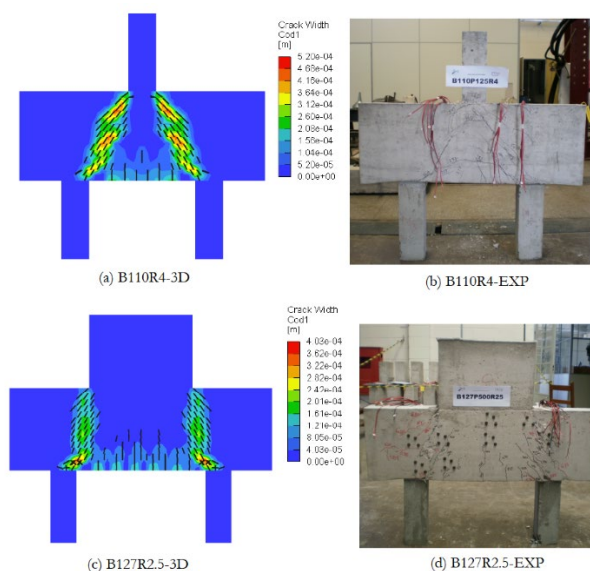 Crack Width
Cod1
[m]
5.20e-04
4.68e-04
4.16e-04
3.64e-04
3.12e-04
2.60e-04
2.08e-04
1.56e-04
1.04e-04
5.20e-05
0.00e+00
B110P125R4
(a) B110R4-3D
(b) B110R4-EXP
Crack Width
Cod1
[m]
4.03e-04
3.62e-04
3.22e-04
2.82e-04
2.42e-04
2.01e-04
1.61e-04
1.21e-04
8.05e-05
4.03e-05
0.00e+00
B127P500R25
(c) B127R2.5-3D
(d) B127R2.5-EXP